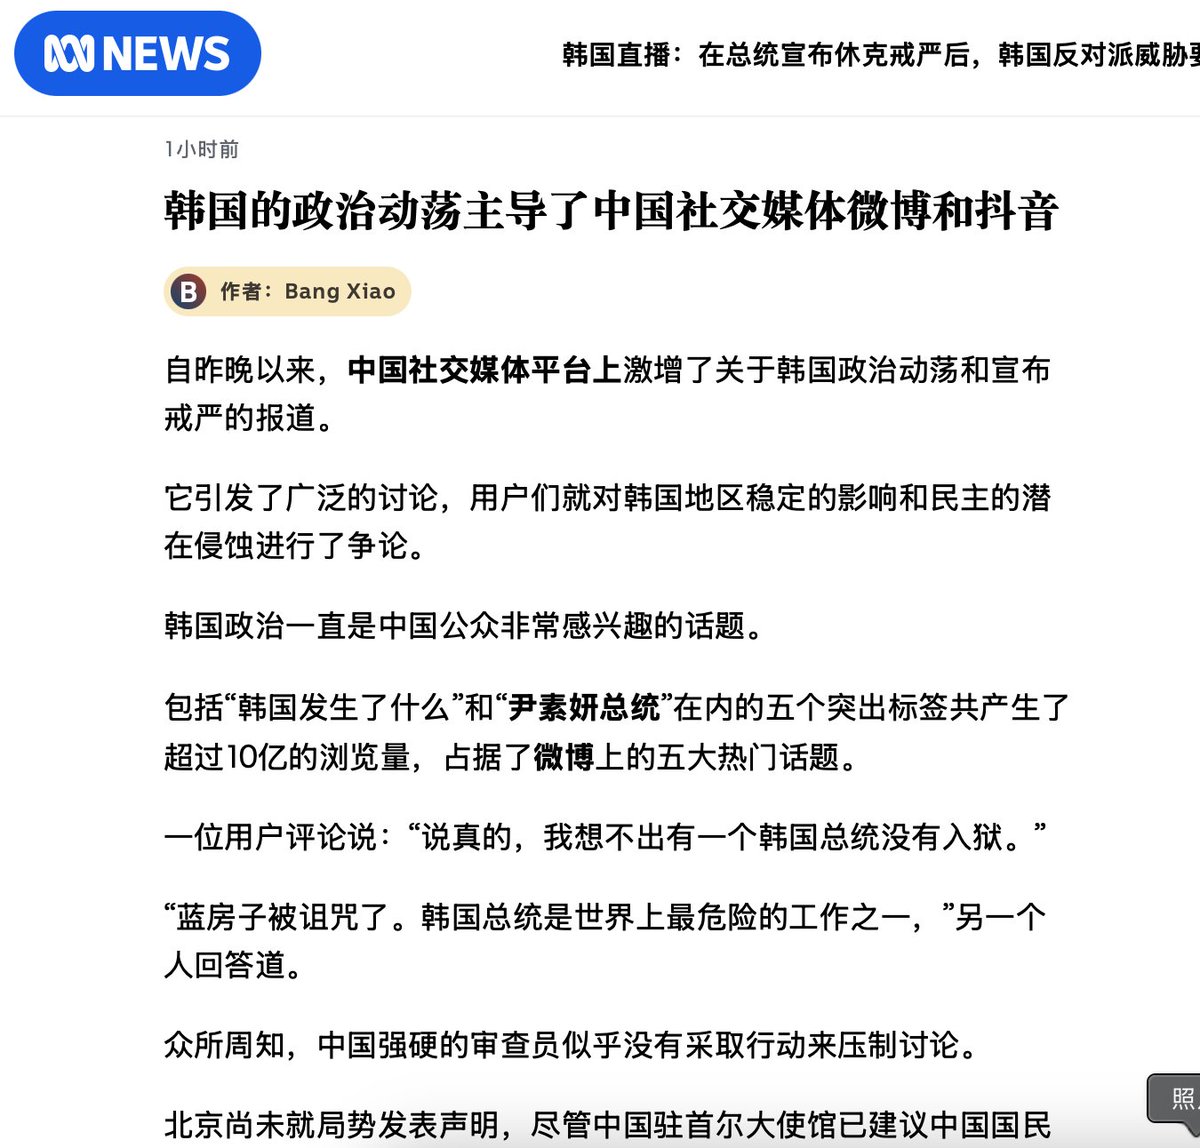 NEWS
韩国直播：在总统宣布休克戒严后，韩国反对派威胁
1小时前
韩国的政治动荡主导了中国社交媒体微博和抖音
B 作者：Bang Xiao
自昨晚以来，中国社交媒体平台上激增了关于韩国政治动荡和宣布
戒严的报道。
它引发了广泛的讨论，用户们就对韩国地区稳定的影响和民主的潜
在侵蚀进行了争论。
韩国政治一直是中国公众非常感兴趣的话题。
包括“韩国发生了什么”和“尹素妍总统”在内的五个突出标签共产生了
超过10亿的浏览量，占据了微博上的五大热门话题。
一位用户评论说：“说真的，我想不出有一个韩国总统没有入狱。”
“蓝房子被诅咒了。韩国总统是世界上最危险的工作之一，”另一个
人回答道。
众所周知，中国强硬的审查员似乎没有采取行动来压制讨论。
北京尚未就局势发表声明，尽管中国驻首尔大使馆已建议中国国民
照